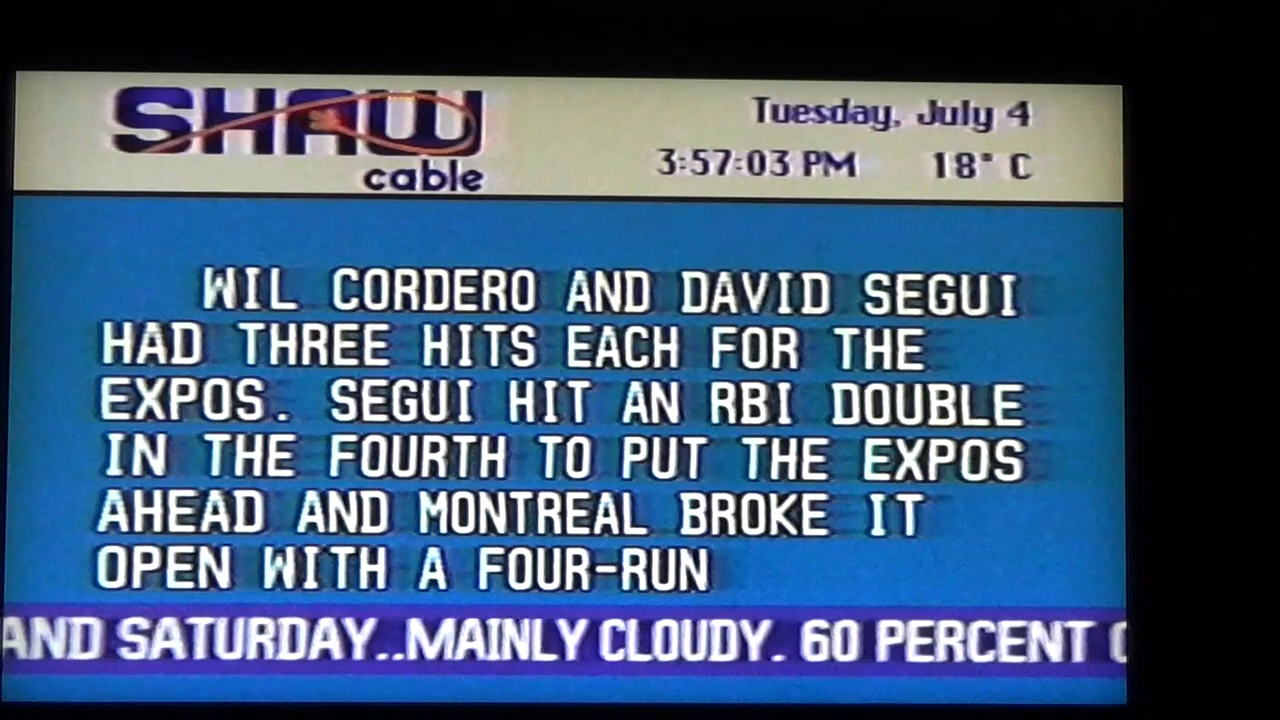 SHAW
cable
Tuesday, July 4
3:57:03 PM 18° C
WIL CORDERO AND DAVID SEGUI
HAD THREE HITS EACH FOR THE
EXPOS. SEGUI HIT AN RBI DOUBLE
IN THE FOURTH TO PUT THE EXPOS
AHEAD AND MONTREAL BROKE IT
OPEN WITH A FOUR-RUN
AND SATURDAY..MAINLY CLOUDY. 60 PERCENT